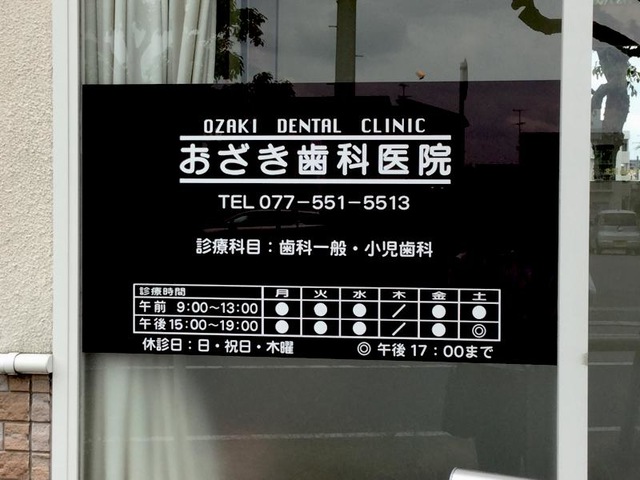 OZAKI DENTAL CLINIC
おざき歯科医院
TEL 077-551-5513
診療科目：歯科一般・小児歯科
診療時間 月 火 水 木 金 土
午前 9:00～13:00 ● ● ● ／ ● ●
午後 15:00～19:00 ● ● ● ／ ● ◎
休診日：日・祝日・木曜 ◎ 午後 17：00まで